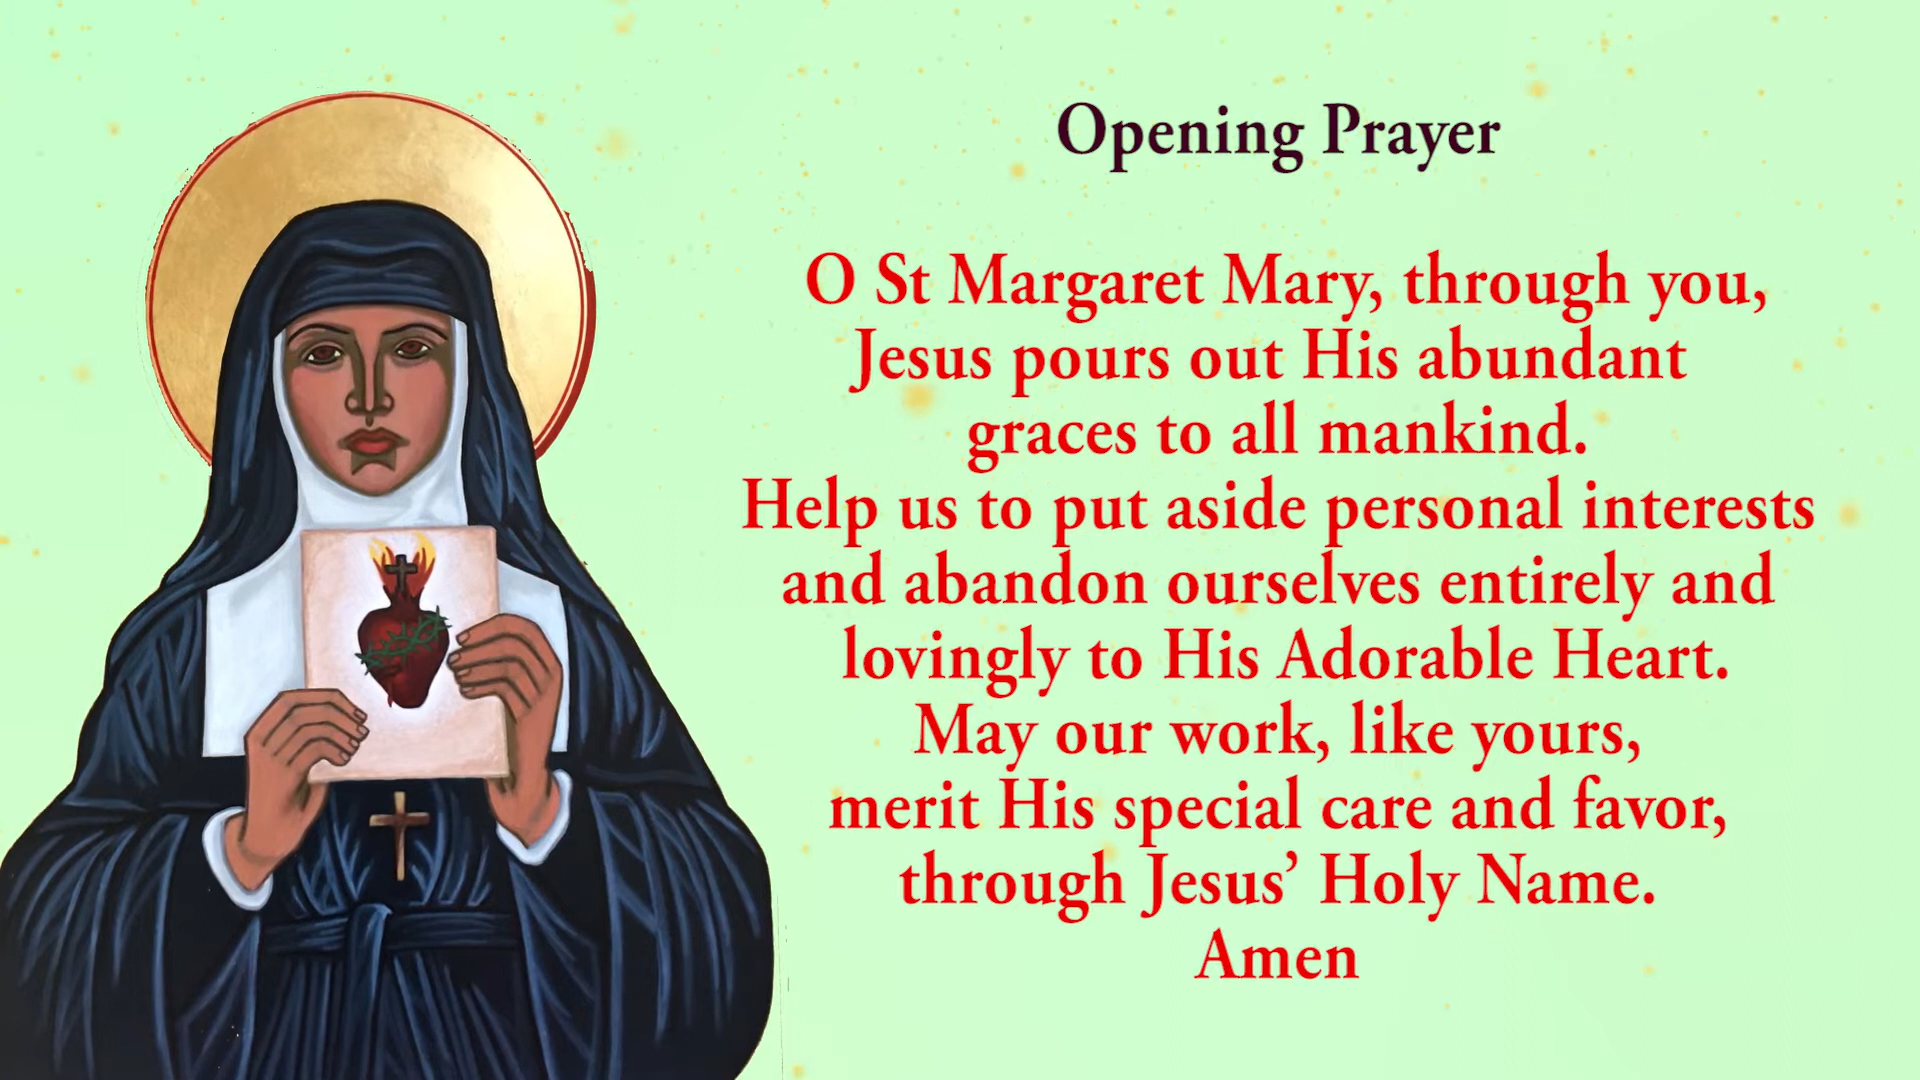 Opening Prayer
O St Margaret Mary, through you,
Jesus pours out His abundant
graces to all mankind.
Help us to put aside personal interests
and abandon ourselves entirely and
lovingly to His Adorable Heart.
May our work, like yours,
merit His special care and favor,
through Jesus’ Holy Name.
Amen